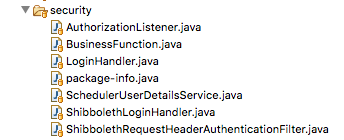 security
AuthorizationListener.java
BusinessFunction.java
LoginHandler.java
package-info.java
SchedulerUserDetailsService.java
ShibbolethLoginHandler.java
ShibbolethRequestHeaderAuthenticationFilter.java